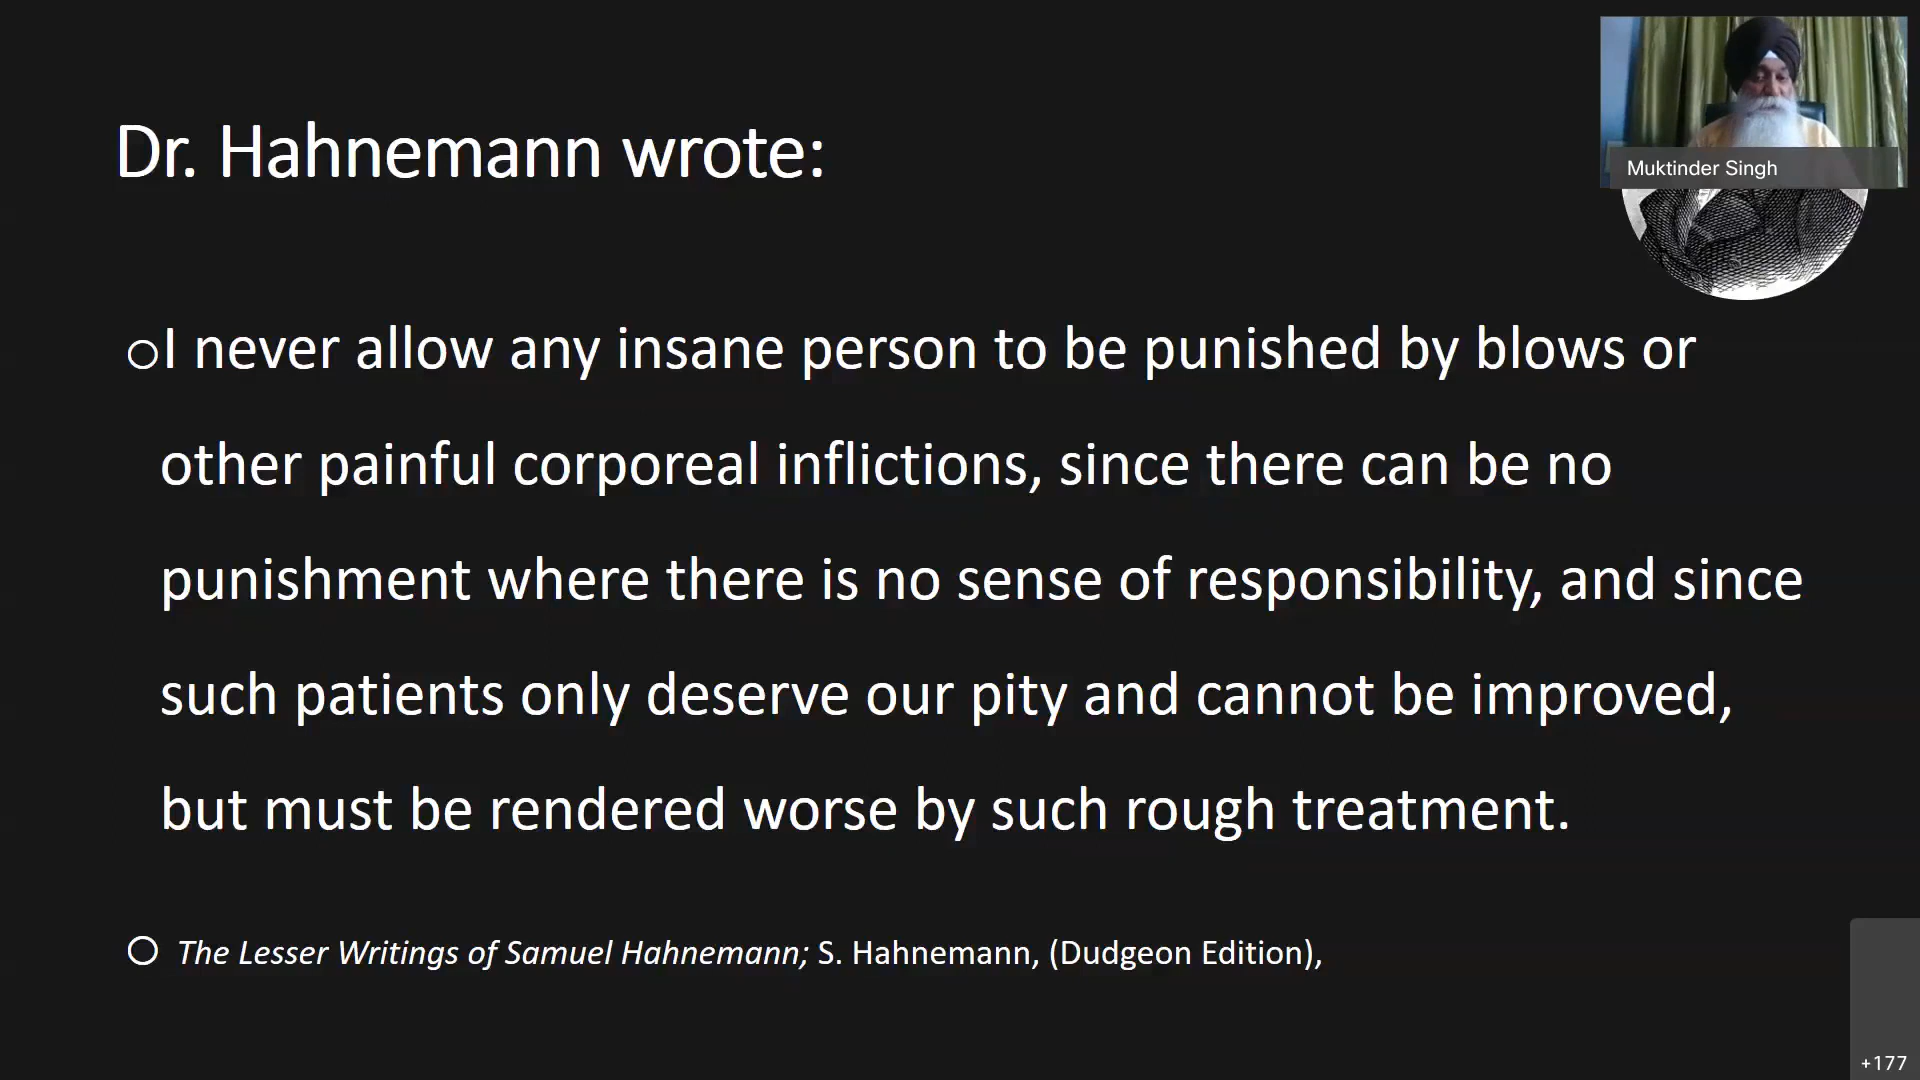 Dr. Hahnemann wrote:
Muktinder Singh
I never allow any insane person to be punished by blows or
other painful corporeal inflictions, since there can be no
punishment where there is no sense of responsibility, and since
such patients only deserve our pity and cannot be improved,
but must be rendered worse by such rough treatment.
The Lesser Writings of Samuel Hahnemann; S. Hahnemann, (Dudgeon Edition),
+177